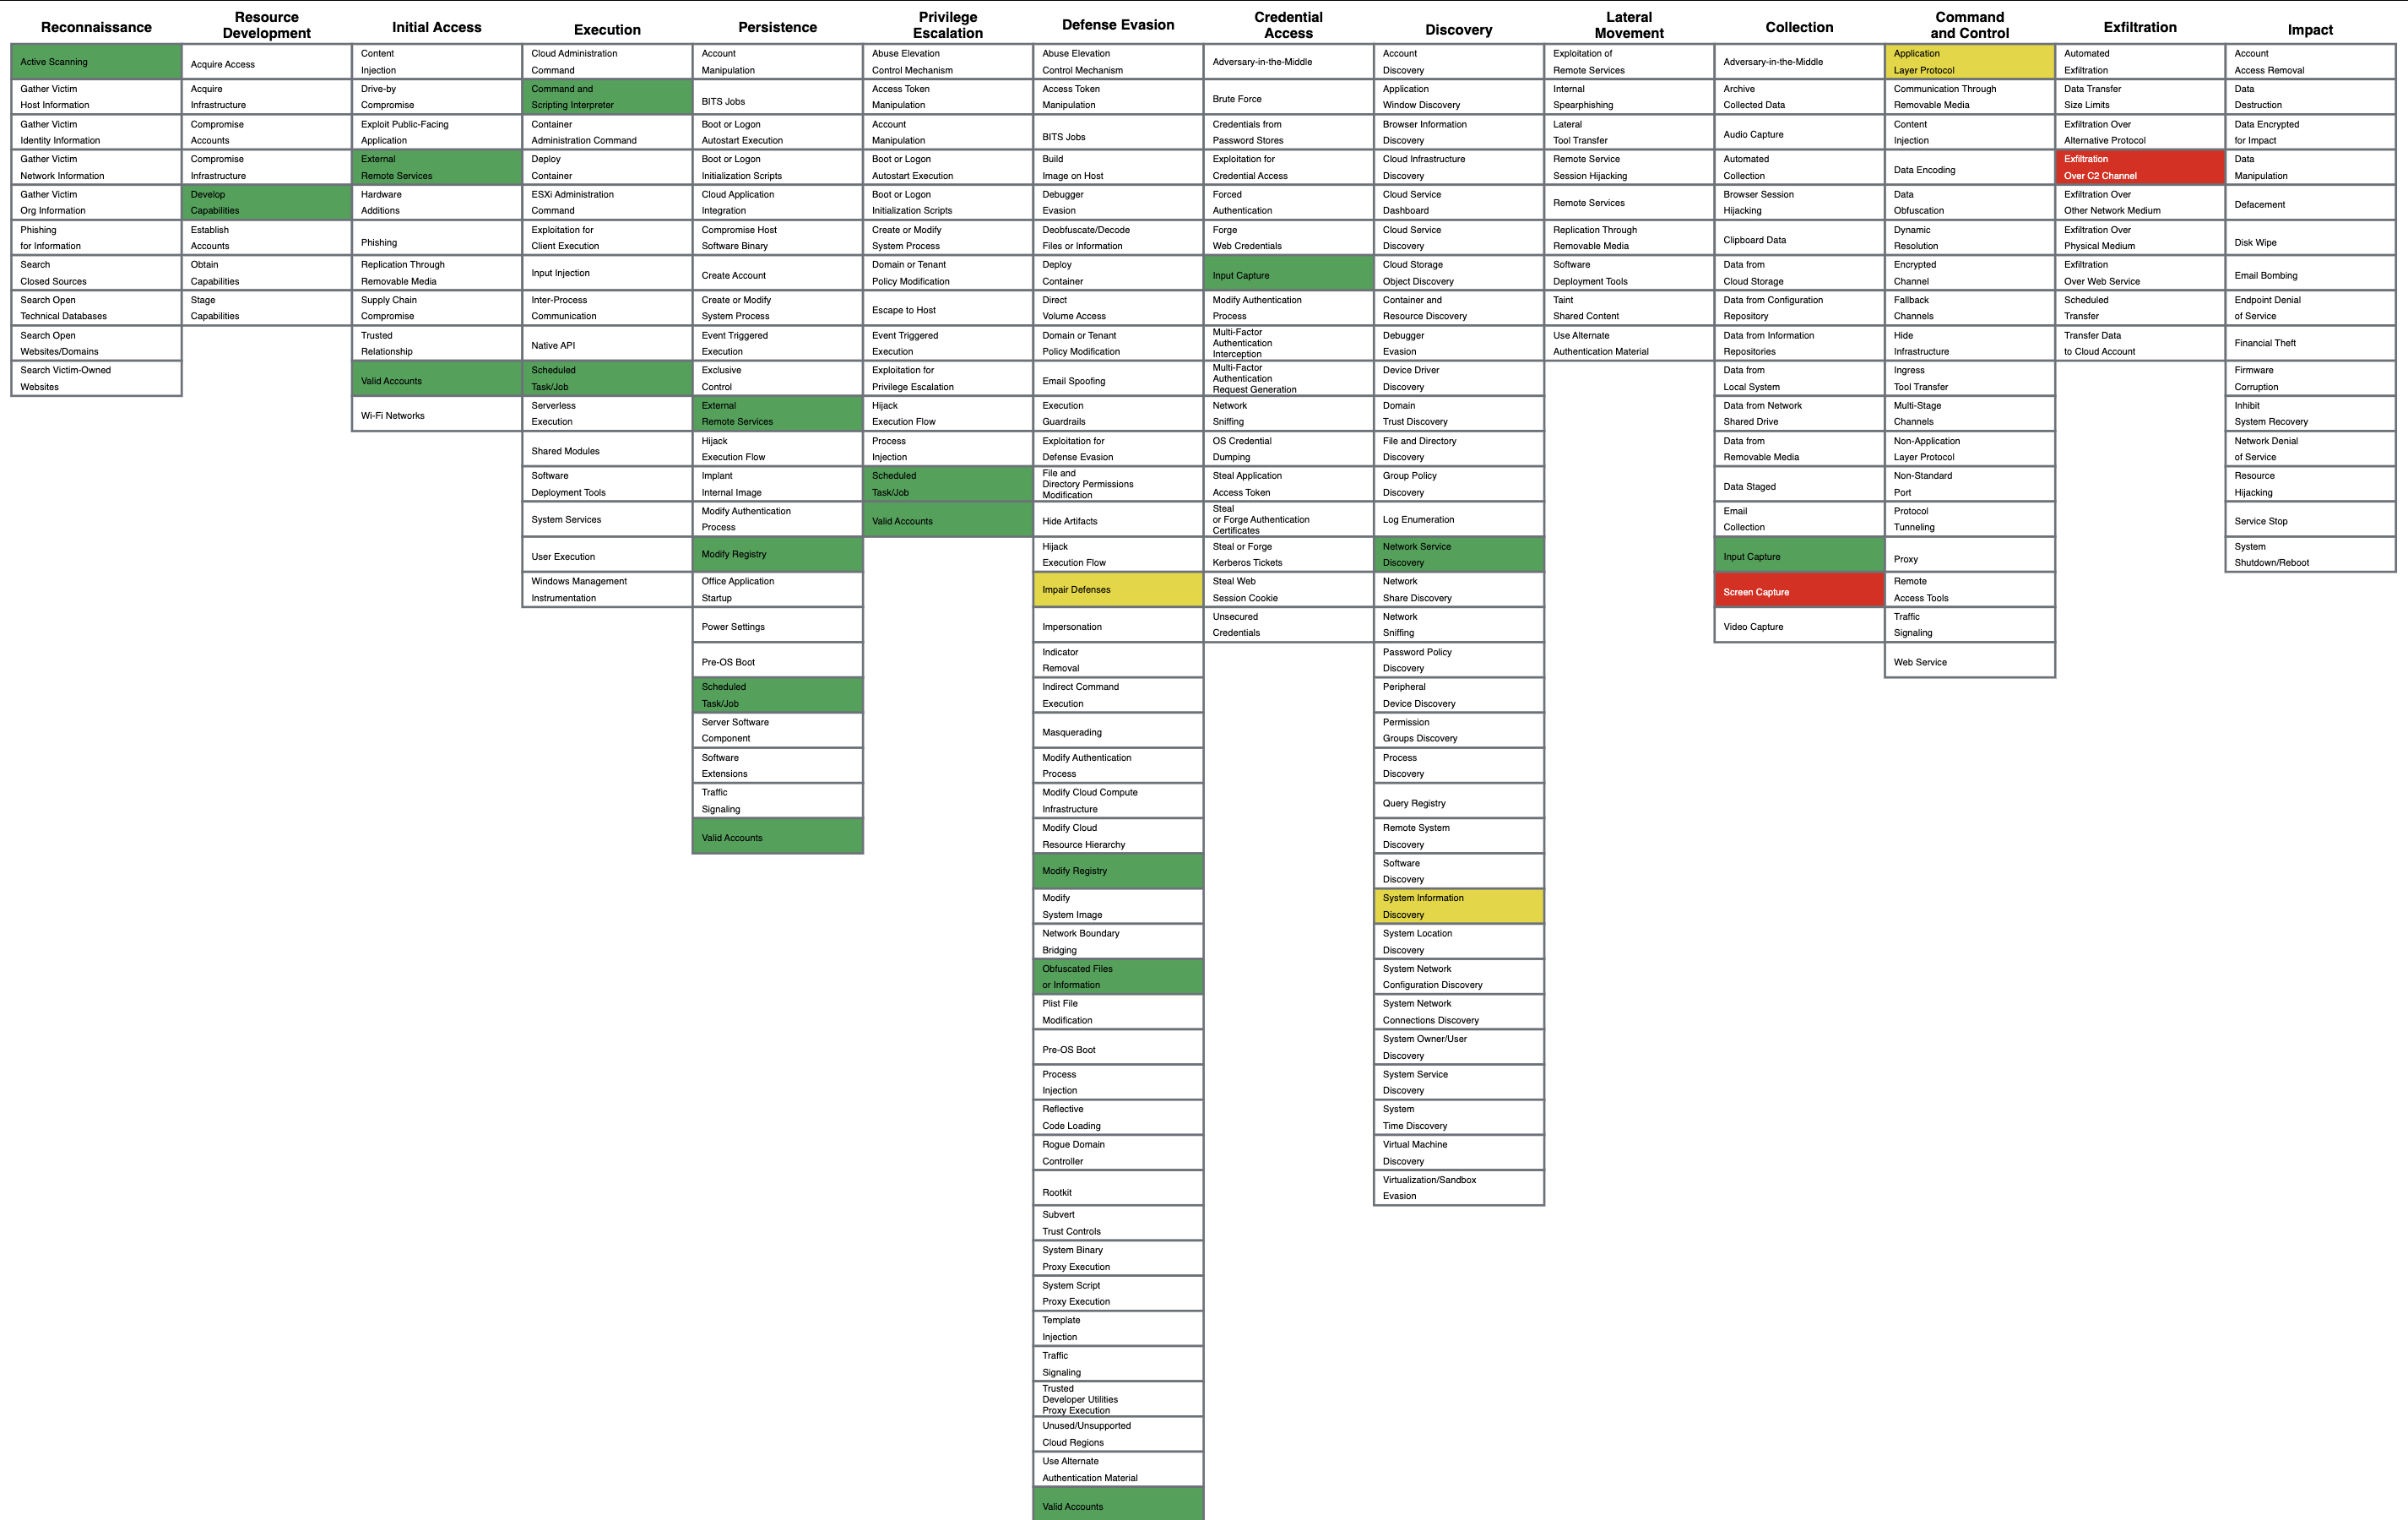 Reconnaissance
Active Scanning
Gather Victim
Host Information
Gather Victim
Identity Information
Gather Victim
Network Information
Gather Victim
Org Information
Phishing
for Information
Search
Closed Sources
Search Open
Technical Databases
Search Open
Websites/Domains
Search Victim-Owned
Websites
Resource
Development
Acquire Access
Acquire
Infrastructure
Compromise
Accounts
Compromise
Infrastructure
Develop
Capabilities
Establish
Accounts
Obtain
Capabilities
Stage
Capabilities
Initial Access
Content
Injection
Drive-by
Compromise
Exploit Public-Facing
Application
External
Remote Services
Hardware
Additions
Phishing
Replication Through
Removable Media
Supply Chain
Compromise
Trusted
Relationship
Valid Accounts
Wi-Fi Networks
Execution
Cloud Administration
Command
Command and
Scripting Interpreter
Container
Administration Command
Deploy
Container
ESXi Administration
Command
Exploitation for
Client Execution
Input Injection
Inter-Process
Communication
Native API
Scheduled
Task/Job
Serverless
Execution
Shared Modules
Software
Deployment Tools
System Services
User Execution
Windows Management
Instrumentation
Persistence
Account
Manipulation
BITS Jobs
Boot or Logon
Autostart Execution
Boot or Logon
Initialization Scripts
Cloud Application
Integration
Compromise Host
Software Binary
Create Account
Create or Modify
System Process
Event Triggered
Execution
Exclusive
Control
External
Remote Services
Hijack
Execution Flow
Implant
Internal Image
Modify Authentication
Process
Modify Registry
Office Application
Startup
Power Settings
Pre-OS Boot
Scheduled
Task/Job
Server Software
Component
Software
Extensions
Traffic
Signaling
Valid Accounts
Privilege
Escalation
Abuse Elevation
Control Mechanism
Access Token
Manipulation
Account
Manipulation
Boot or Logon
Autostart Execution
Boot or Logon
Initialization Scripts
Create or Modify
System Process
Domain or Tenant
Policy Modification
Escape to Host
Event Triggered
Execution
Exploitation for
Privilege Escalation
Hijack
Execution Flow
Process
Injection
Scheduled
Task/Job
Valid Accounts
Defense Evasion
Abuse Elevation
Control Mechanism
Access Token
Manipulation
BITS Jobs
Build
Image on Host
Debugger
Evasion
Deobfuscate/Decode
Files or Information
Deploy
Container
Direct
Volume Access
Domain or Tenant
Policy Modification
Email Spoofing
Execution
Guardrails
Exploitation for
Defense Evasion
File and
Directory Permissions
Modification
Hide Artifacts
Hijack
Execution Flow
Impair Defenses
Impersonation
Indicator
Removal
Indirect Command
Execution
Masquerading
Modify Authentication
Process
Modify Cloud Compute
Infrastructure
Modify Cloud
Resource Hierarchy
Modify Registry
Modify
System Image
Network Boundary
Bridging
Obfuscated Files
or Information
Plist File
Modification
Pre-OS Boot
Process
Injection
Reflective
Code Loading
Rogue Domain
Controller
Rootkit
Subvert
Trust Controls
System Binary
Proxy Execution
System Script
Proxy Execution
Template
Injection
Traffic
Signaling
Trusted
Developer Utilities
Proxy Execution
Unused/Unsupported
Cloud Regions
Use Alternate
Authentication Material
Valid Accounts
Credential
Access
Adversary-in-the-Middle
Brute Force
Credentials from
Password Stores
Exploitation for
Credential Access
Forced
Authentication
Forge
Web Credentials
Input Capture
Modify Authentication
Process
Multi-Factor
Authentication
Interception
Multi-Factor
Authentication
Request Generation
Network
Sniffing
OS Credential
Dumping
Steal Application
Access Token
Steal
or Forge Authentication
Certificates
Steal or Forge
Kerberos Tickets
Steal Web
Session Cookie
Unsecured
Credentials
Discovery
Account
Discovery
Application
Window Discovery
Browser Information
Discovery
Cloud Infrastructure
Discovery
Cloud Service
Dashboard
Cloud Service
Discovery
Cloud Storage
Object Discovery
Container and
Resource Discovery
Debugger
Evasion
Device Driver
Discovery
Domain
Trust Discovery
File and Directory
Discovery
Group Policy
Discovery
Log Enumeration
Network Service
Discovery
Network
Share Discovery
Network
Sniffing
Password Policy
Discovery
Peripheral
Device Discovery
Permission
Groups Discovery
Process
Discovery
Query Registry
Remote System
Discovery
Software
Discovery
System Information
Discovery
System Location
Discovery
System Network
Configuration Discovery
System Network
Connections Discovery
System Owner/User
Discovery
System Service
Discovery
System
Time Discovery
Virtual Machine
Discovery
Virtualization/Sandbox
Evasion
Lateral
Movement
Exploitation of
Remote Services
Internal
Spearphishing
Lateral
Tool Transfer
Remote Service
Session Hijacking
Remote Services
Replication Through
Removable Media
Software
Deployment Tools
Taint
Shared Content
Use Alternate
Authentication Material
Collection
Adversary-in-the-Middle
Archive
Collected Data
Audio Capture
Automated
Collection
Browser Session
Hijacking
Clipboard Data
Data from
Cloud Storage
Data from Configuration
Repository
Data from Information
Repositories
Data from
Local System
Data from Network
Shared Drive
Data from
Removable Media
Data Staged
Email
Collection
Input Capture
Screen Capture
Video Capture
Command
and Control
Application
Layer Protocol
Communication Through
Removable Media
Content
Injection
Data Encoding
Data
Obfuscation
Dynamic
Resolution
Encrypted
Channel
Fallback
Channels
Hide
Infrastructure
Ingress
Tool Transfer
Multi-Stage
Channels
Non-Application
Layer Protocol
Non-Standard
Port
Protocol
Tunneling
Proxy
Remote
Access Tools
Traffic
Signaling
Web Service
Exfiltration
Automated
Exfiltration
Data Transfer
Size Limits
Exfiltration Over
Alternative Protocol
Exfiltration
Over C2 Channel
Exfiltration Over
Other Network Medium
Exfiltration Over
Physical Medium
Exfiltration
Over Web Service
Scheduled
Transfer
Transfer Data
to Cloud Account
Impact
Account
Access Removal
Data
Destruction
Data Encrypted
for Impact
Data
Manipulation
Defacement
Disk Wipe
Email Bombing
Endpoint Denial
of Service
Financial Theft
Firmware
Corruption
Inhibit
System Recovery
Network Denial
of Service
Resource
Hijacking
Service Stop
System
Shutdown/Reboot